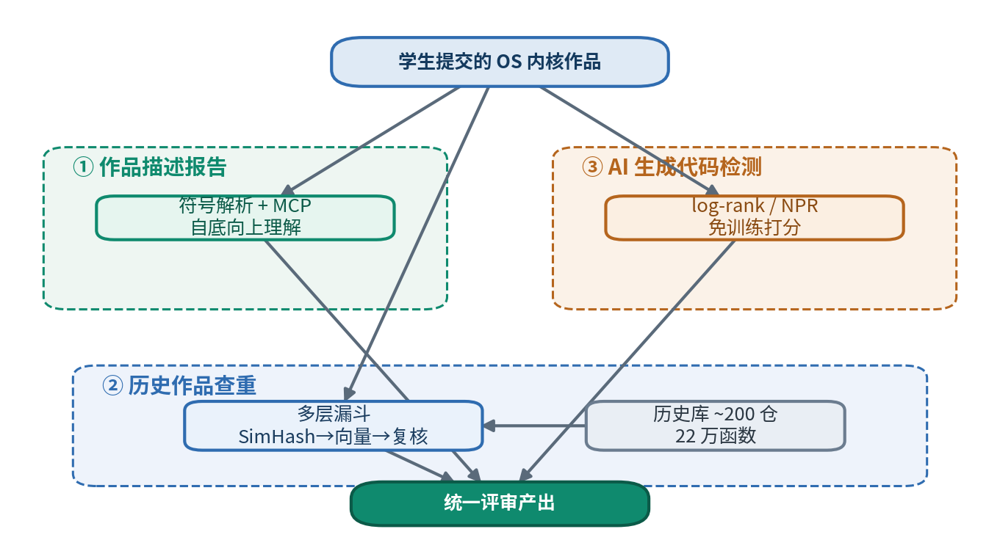 学生提交的 OS 内核作品
① 作品描述报告
符号解析 + MCP
自底向上理解
③ AI 生成代码检测
log-rank / NPR
免训练打分
② 历史作品查重
多层漏斗
SimHash→向量→复核
历史库 ~200 仓
22 万函数
统一评审产出